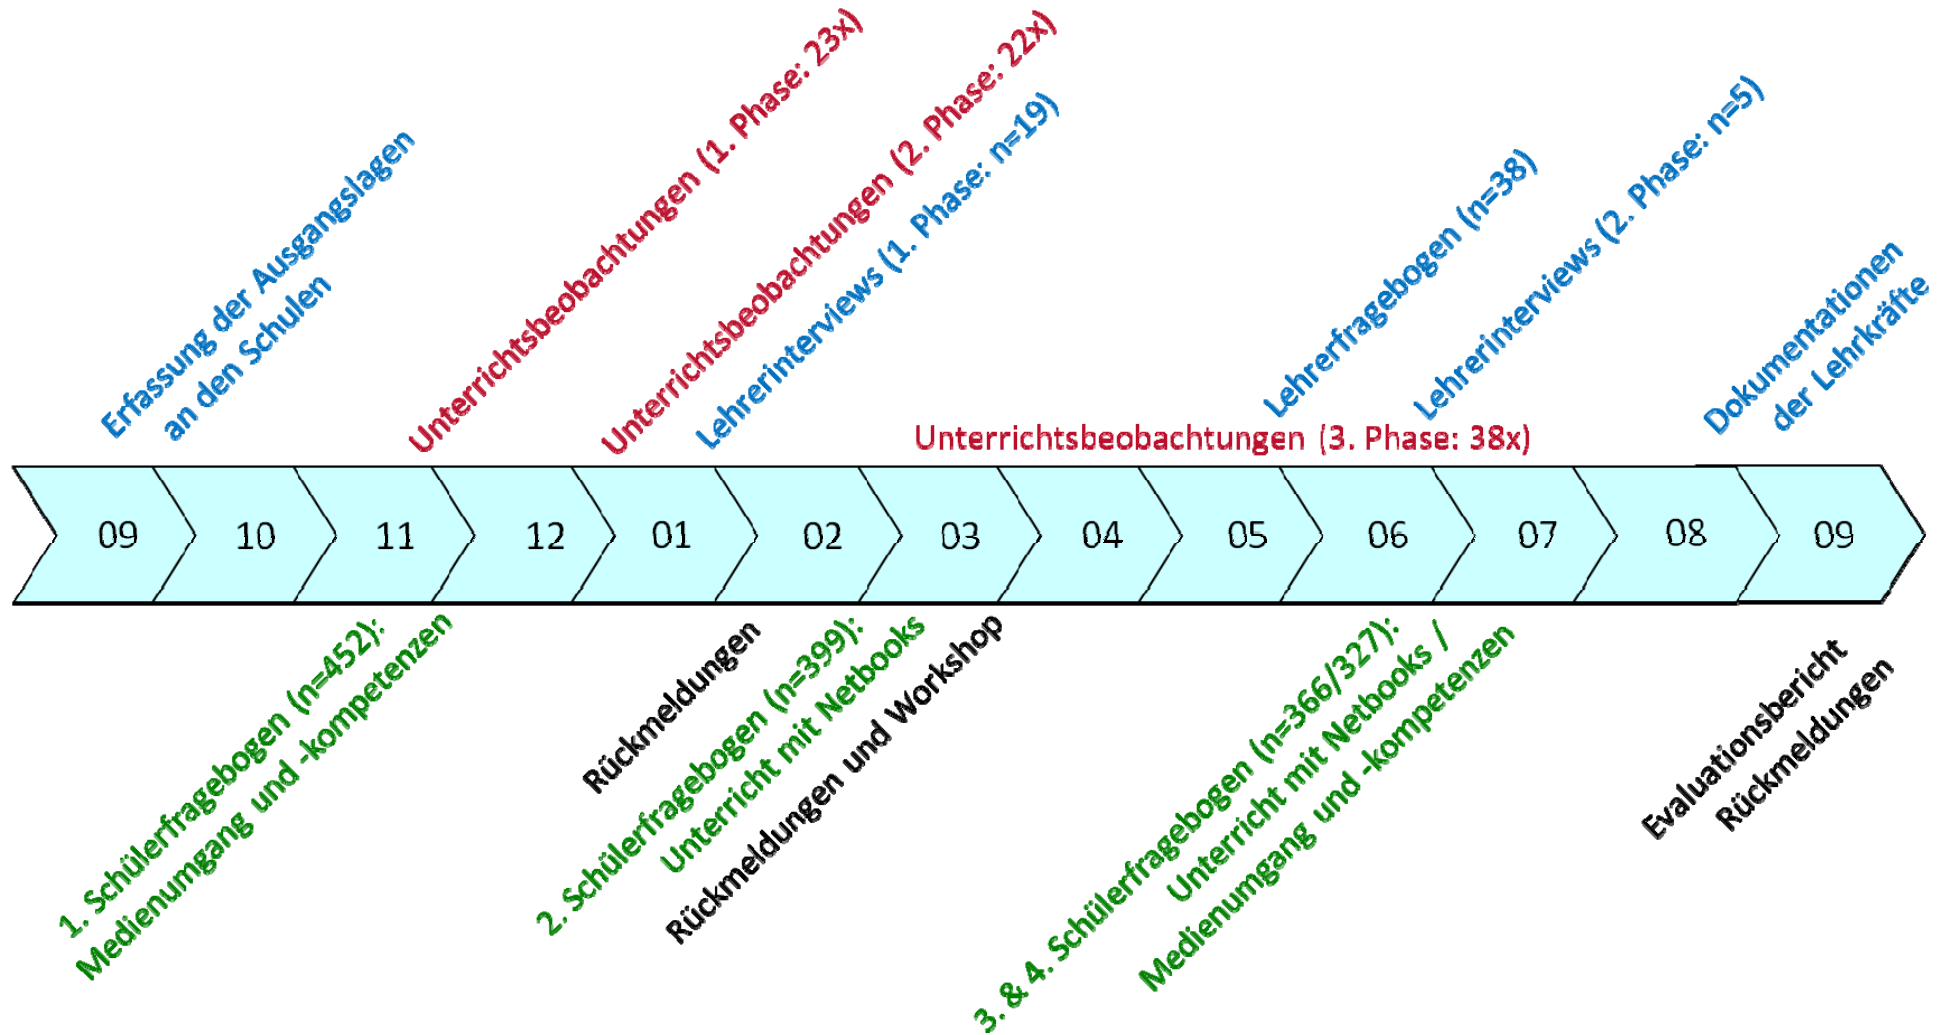 Erfassung der Ausgangslagen
an den Schulen
Unterrichtsbeobachtungen (1. Phase: 23x)
Unterrichtsbeobachtungen (2. Phase: 22x)
Lehrerinterviews (1. Phase: n=19)
Unterrichtsbeobachtungen (3. Phase: 38x)
Lehrerfragebogen (n=38)
Lehrerinterviews (2. Phase: n=5)
Dokumentationen
der Lehrkräfte
09 10 11 12 01 02 03 04 05 06 07 08 09
1. Schülerfragebogen (n=452):
Medienumgang und -kompetenzen
Rückmeldungen
2. Schülerfragebogen (n=399):
Unterricht mit Netbooks
Rückmeldungen und Workshop
3. & 4. Schülerfragebogen (n=366/327):
Unterricht mit Netbooks /
Medienumgang und -kompetenzen
Evaluationsbericht
Rückmeldungen